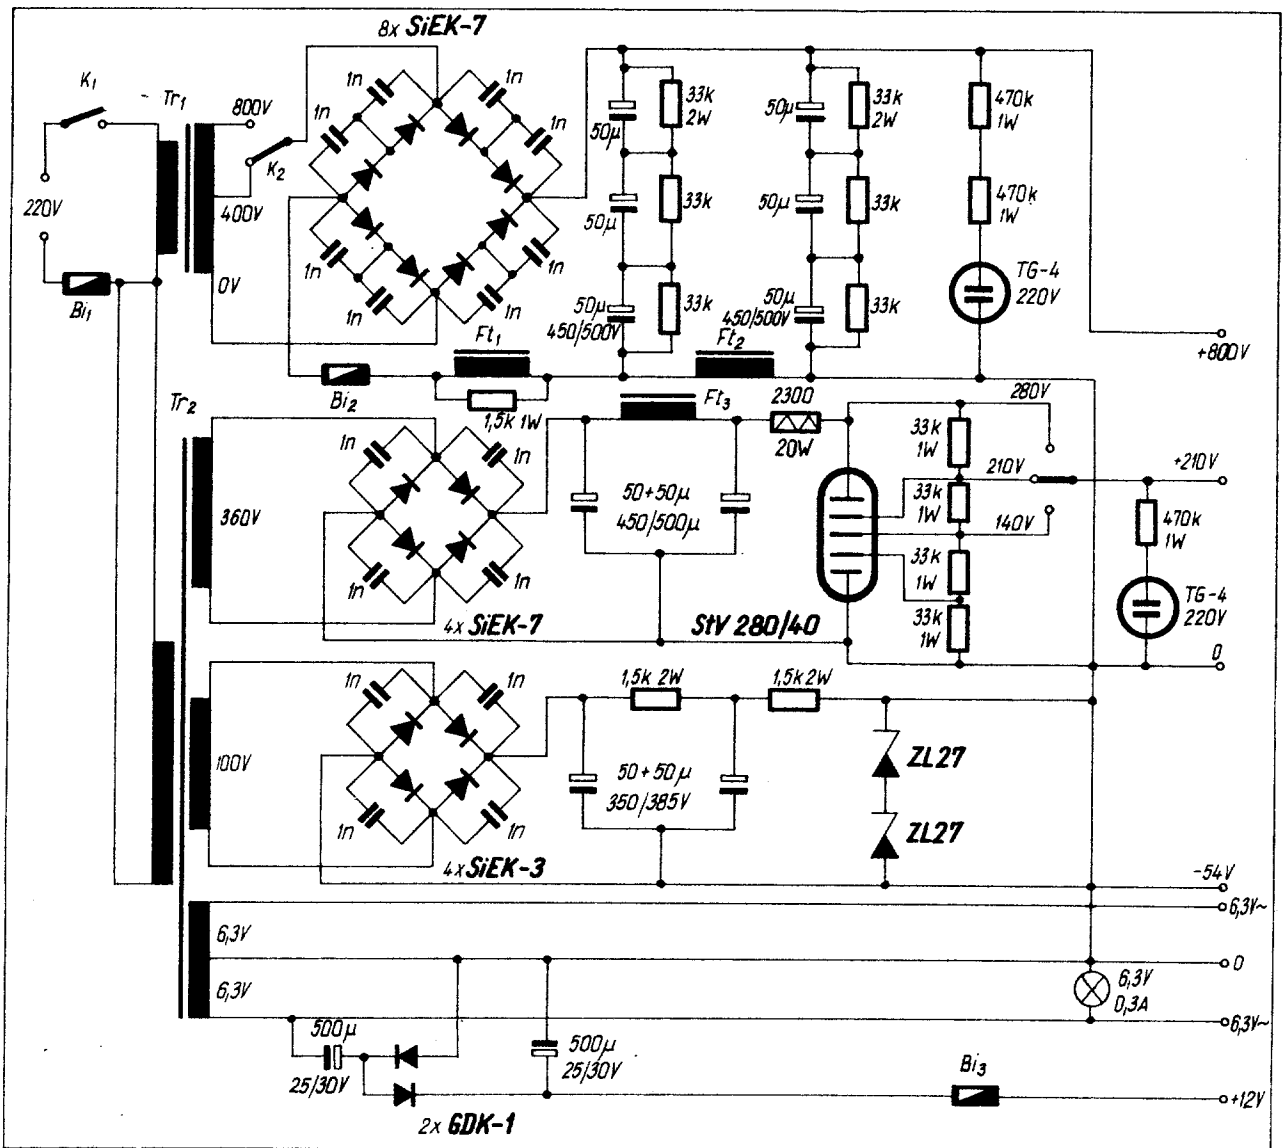 8x SiEK-7
K1
Tr1
800V
K2
220V
400V
0V
Bi1
1n
1n
1n
1n
1n
1n
1n
1n
50µ
33k
2W
50µ
33k
50µ
450/500V
33k
50µ
33k
2W
50µ
33k
50µ
450/500V
33k
470k
1W
470k
1W
TG-4
220V
+800V
Ft1
Ft2
Bi2
1,5k 1W
Ft3
Tr2
360V
1n
1n
1n
1n
4x SiEK-7
50+50µ
450/500µ
2300
20W
StV 280/40
280V
33k
1W
210V
33k
1W
140V
33k
1W
33k
1W
+210V
470k
1W
TG-4
220V
0
100V
1n
1n
1n
1n
4x SiEK-3
1,5k 2W
1,5k 2W
50+50µ
350/385V
ZL27
ZL27
-54V
6,3V~
6,3V
0
6,3V
6,3V
0,3A
6,3V~
500µ
25/30V
500µ
25/30V
2x GDK-1
Bi3
+12V